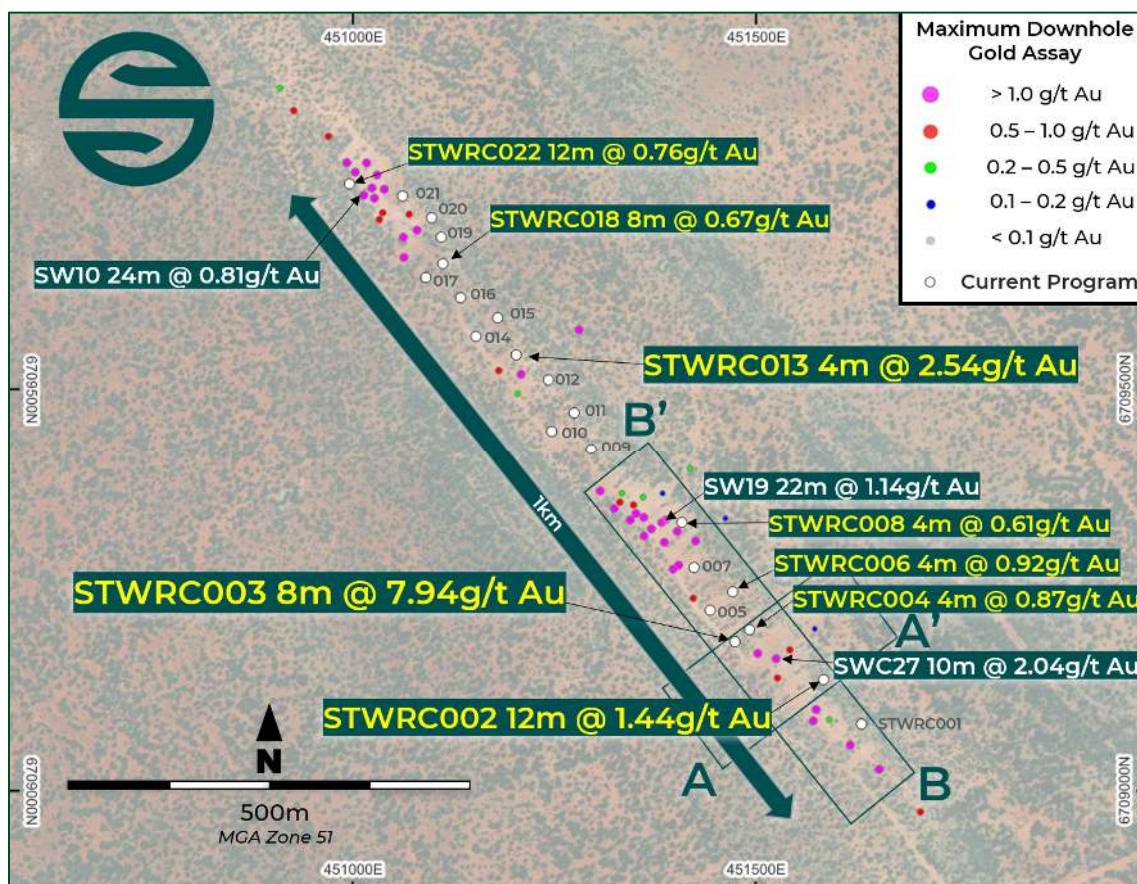 451000E
451500E
Maximum Downhole
Gold Assay
> 1.0 g/t Au
0.5 – 1.0 g/t Au
0.2 – 0.5 g/t Au
0.1 – 0.2 g/t Au
< 0.1 g/t Au
Current Program
STWRC022 12m @ 0.76g/t Au
021
020
STWRC018 8m @ 0.67g/t Au
019
SW10 24m @ 0.81g/t Au
017
016
015
014
STWRC013 4m @ 2.54g/t Au
6709500N
6709500N
012
011
B'
010
009
1km
SW19 22m @ 1.14g/t Au
STWRC008 4m @ 0.61g/t Au
007
STWRC006 4m @ 0.92g/t Au
STWRC003 8m @ 7.94g/t Au
005
STWRC004 4m @ 0.87g/t Au
A'
SWC27 10m @ 2.04g/t Au
STWRC002 12m @ 1.44g/t Au
STWRC001
N
A
B
6709000N
6709000N
500m
MGA Zone 51
451000E
451500E